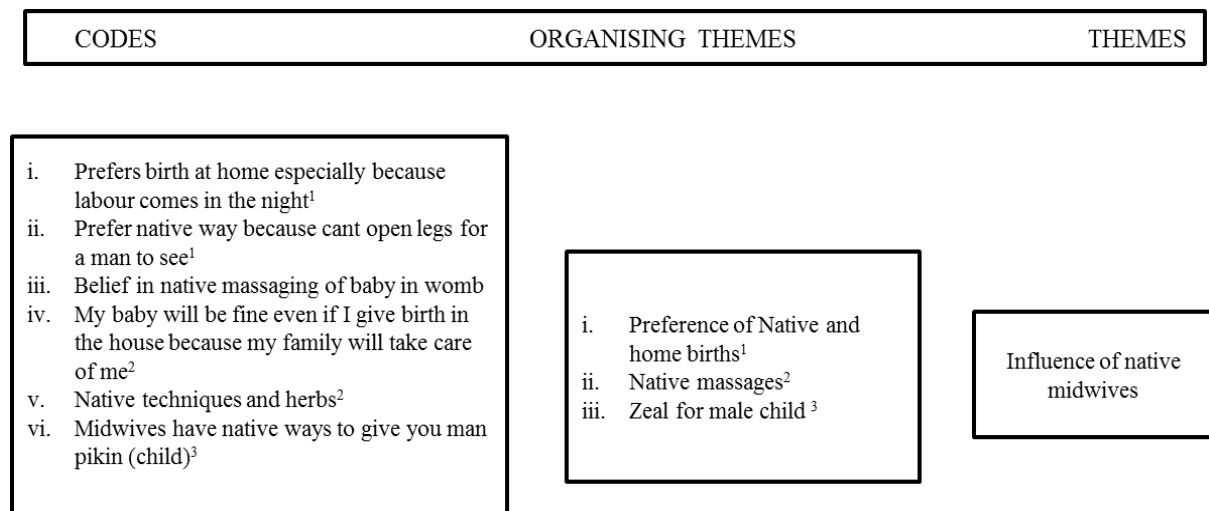 CODES ORGANISING THEMES THEMES
i. Prefers birth at home especially because
labour comes in the night¹
ii. Prefer native way because cant open legs for
a man to see¹
iii. Belief in native massaging of baby in womb
iv. My baby will be fine even if I give birth in
the house because my family will take care
of me²
v. Native techniques and herbs²
vi. Midwives have native ways to give you man
pikin (child)³
i. Preference of Native and
home births¹
ii. Native massages²
iii. Zeal for male child ³
Influence of native
midwives